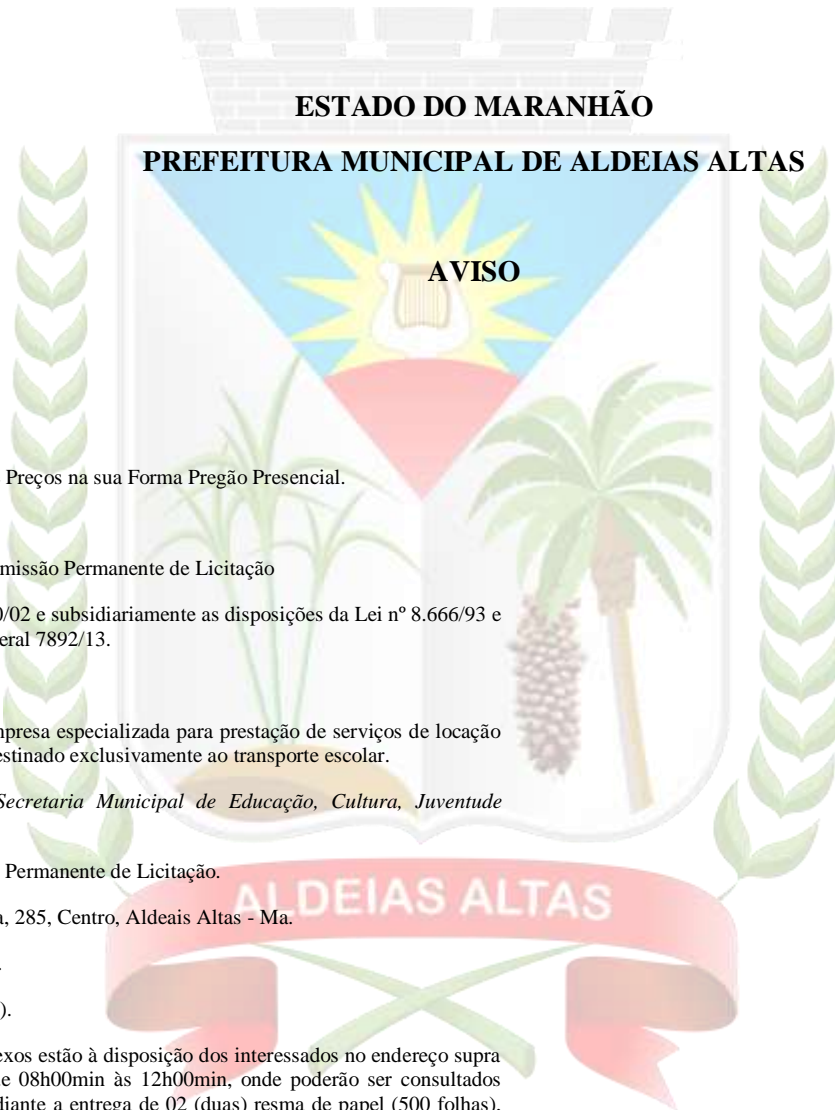 ESTADO DO MARANHÃO
PREFEITURA MUNICIPAL DE ALDEIAS ALTAS
AVISO
Preços na sua Forma Pregão Presencial.
missão Permanente de Licitação
0/02 e subsidiariamente as disposições da Lei nº 8.666/93 e
eral 7892/13.
presa especializada para prestação de serviços de locação
estinado exclusivamente ao transporte escolar.
Secretaria Municipal de Educação, Cultura, Juventude
Permanente de Licitação.
a, 285, Centro, Aldeais Altas - Ma.
ALDEIAS ALTAS
).
exos estão à disposição dos interessados no endereço supra
e 08h00min às 12h00min, onde poderão ser consultados
diante a entrega de 02 (duas) resma de papel (500 folhas).